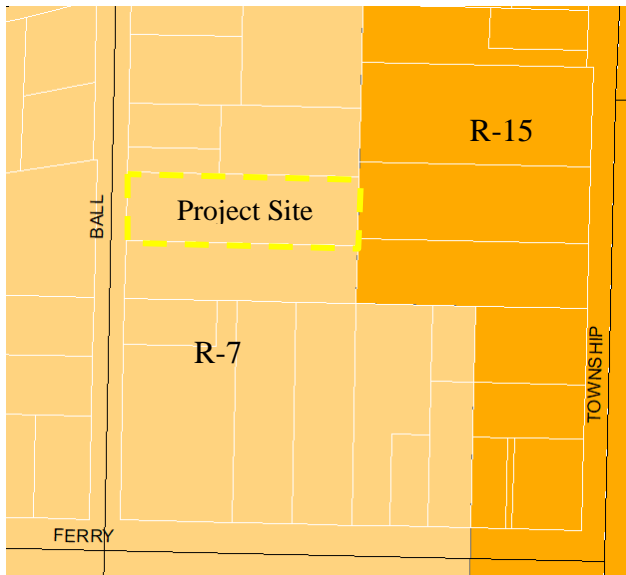 R-15
Project Site
BALL
R-7
TOWNSHIP
FERRY